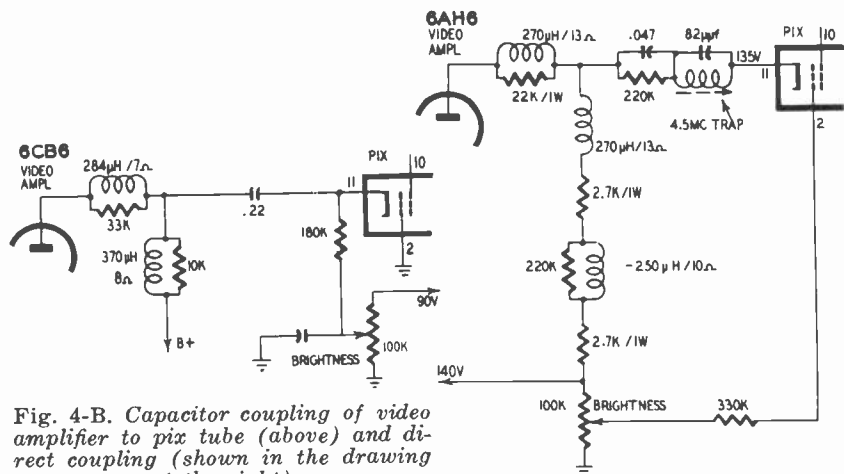 6AH6
VIDEO
AMPL
270µH/13Ω
22K/1W
.047
82µµf
220K
135V
4.5MC TRAP
PIX
10
11
2
270µH/13Ω
2.7K/1W
220K
-250µH/10Ω
2.7K/1W
140V
100K
BRIGHTNESS
330K
6CB6
VIDEO
AMPL
284µH/7Ω
33K
370µH
8Ω
10K
B+
.22
PIX
10
11
2
180K
90V
100K
BRIGHTNESS
Fig. 4-B. Capacitor coupling of video
amplifier to pix tube (above) and di-
rect coupling (shown in the drawing